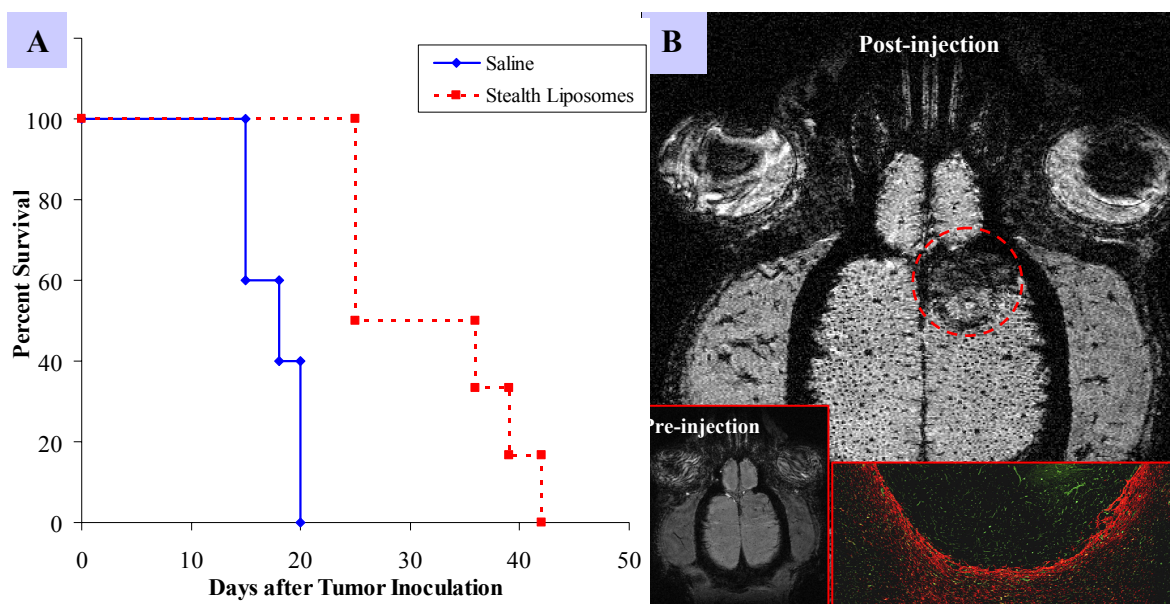 A
Saline
Stealth Liposomes
100
80
60
40
20
0
Percent Survival
0 10 20 30 40 50
Days after Tumor Inoculation
B
Post-injection
Pre-injection